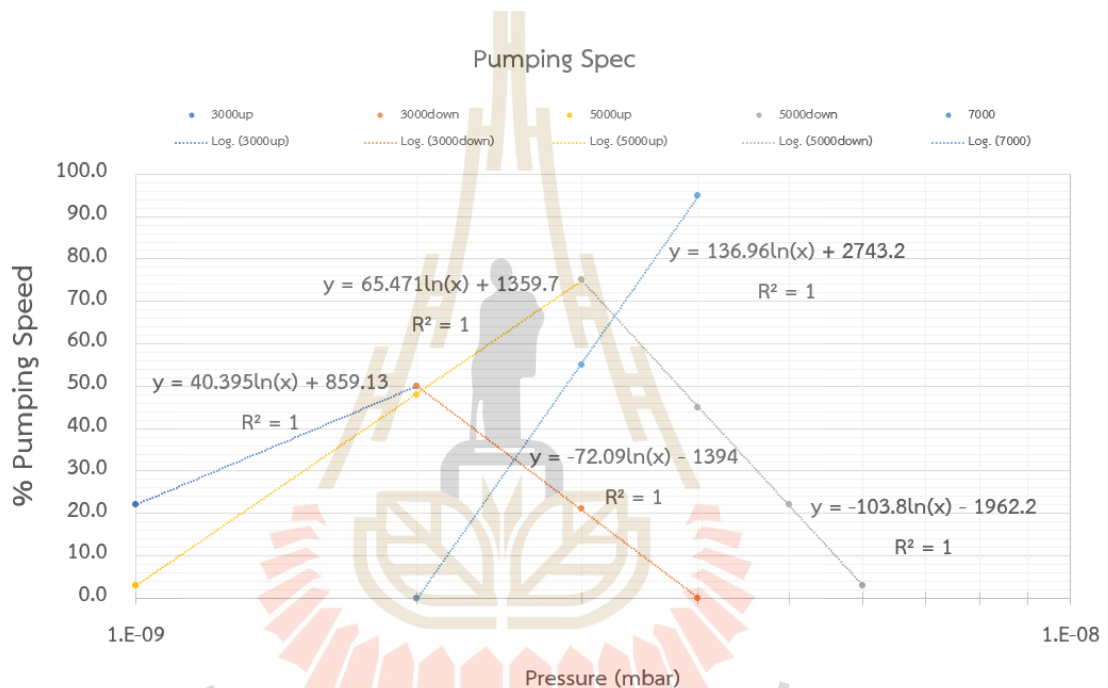 Pumping Spec
3000up 3000down 5000up 5000down 7000
Log. (3000up) Log. (3000down) Log. (5000up) Log. (5000down) Log. (7000)
100.0
90.0
80.0
70.0
60.0
50.0
40.0
30.0
20.0
10.0
0.0
% Pumping Speed
y = 136.96ln(x) + 2743.2
R² = 1
y = 65.471ln(x) + 1359.7
R² = 1
y = 40.395ln(x) + 859.13
R² = 1
y = -72.09ln(x) - 1394
R² = 1
y = -103.8ln(x) - 1962.2
R² = 1
1.E-09 1.E-08
Pressure (mbar)